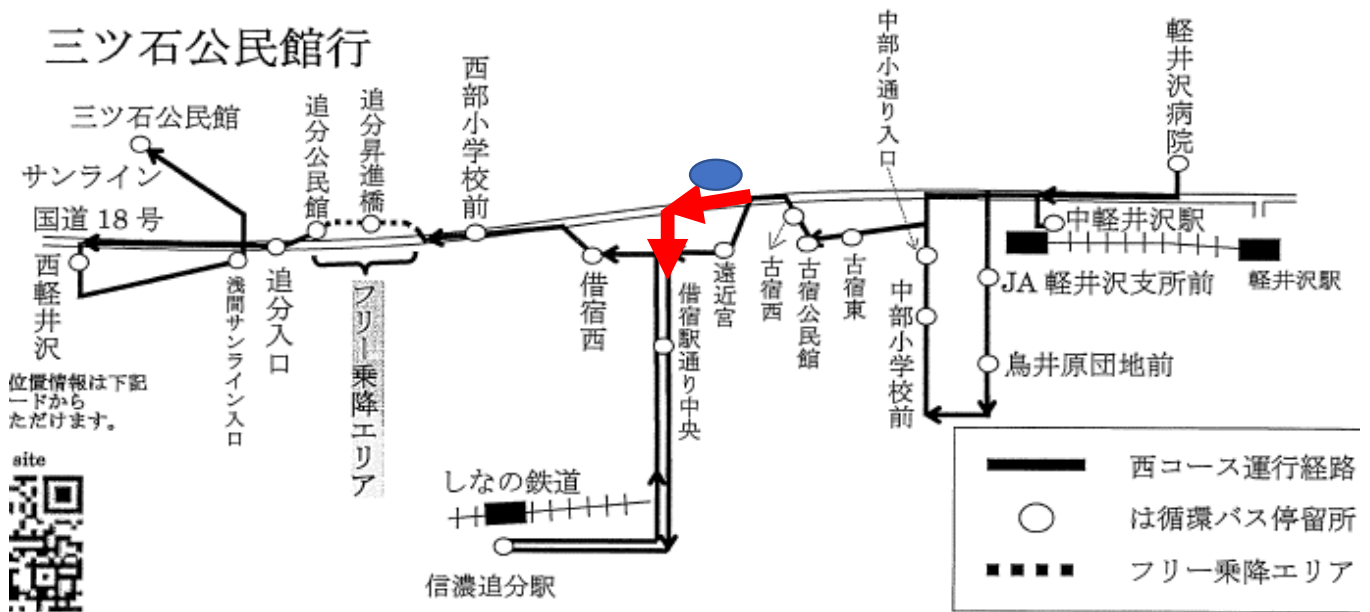 三ツ石公民館行
三ツ石公民館
サンライン
国道 18 号
西軽井沢
浅間サンライン入口
追分入口
追分公民館
追分昇進橋
フリー乗降エリア
西部小学校前
借宿西
借宿駅通り中央
遠近宮
古宿西
古宿公民館
古宿東
中部小通り入口
中部小学校前
軽井沢病院
中軽井沢駅
軽井沢駅
JA 軽井沢支所前
鳥井原団地前
しなの鉄道
信濃追分駅
位置情報は下記
ードから
ただけます。
site
西コース運行経路
は循環バス停留所
フリー乗降エリア